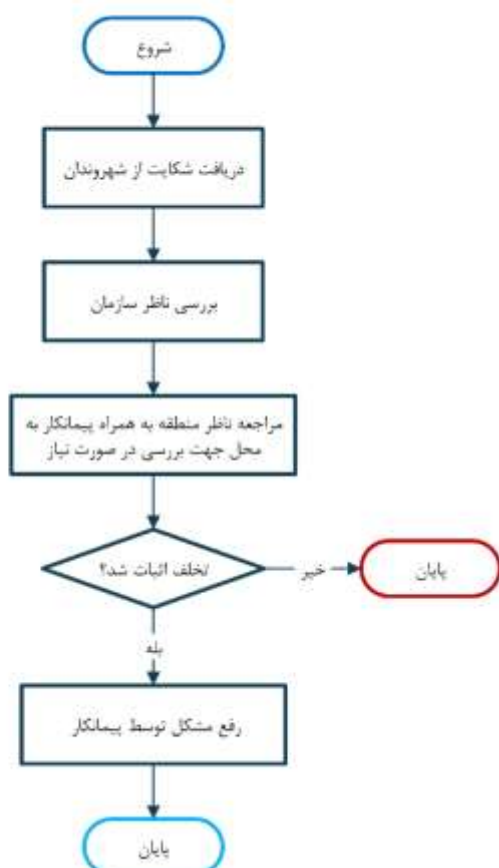 شروع
دریافت شکایت از شهروندان
بررسی ناظر سازمان
مراجعه ناظر منطقه به همراه پیمانکار به
محل جهت بررسی در صورت نیاز
تخلف اثبات شد؟
خیر
پایان
بله
رفع مشکل توسط پیمانکار
پایان